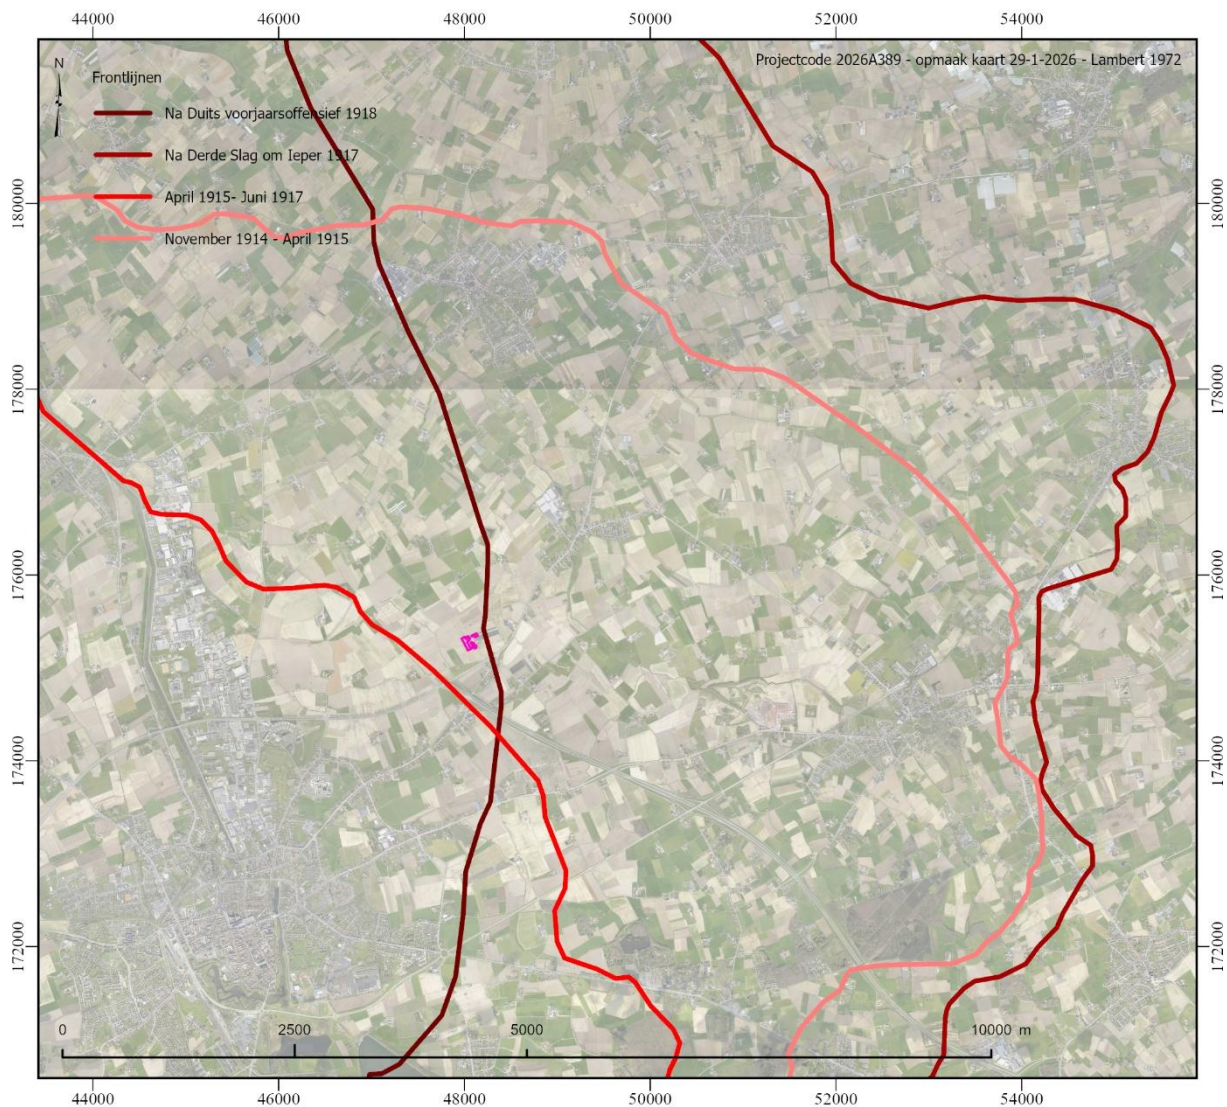 44000 46000 48000 50000 52000 54000
Projectcode 2026A389 - opmaak kaart 29-1-2026 - Lambert 1972
N
Frontlijnen
Na Duits voorjaarsoffensief 1918
Na Derde Slag om Ieper 1917
April 1915- Juni 1917
November 1914 - April 1915
180000 180000
178000 178000
176000 176000
174000 174000
172000 172000
0 2500 5000 10000 m
44000 46000 48000 50000 52000 54000